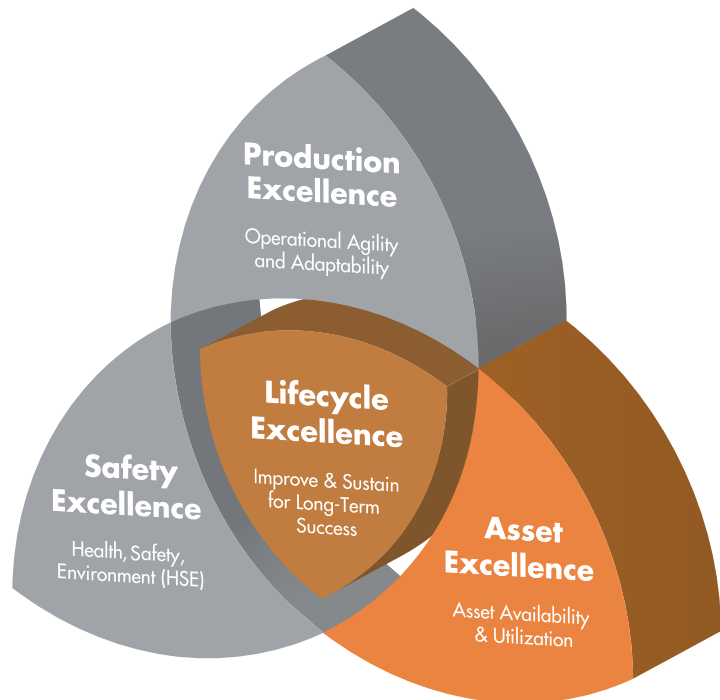 Production
Excellence
Operational Agility
and Adaptability
Lifecycle
Excellence
Improve & Sustain
for Long-Term
Success
Safety
Excellence
Health, Safety,
Environment (HSE)
Asset
Excellence
Asset Availability
& Utilization